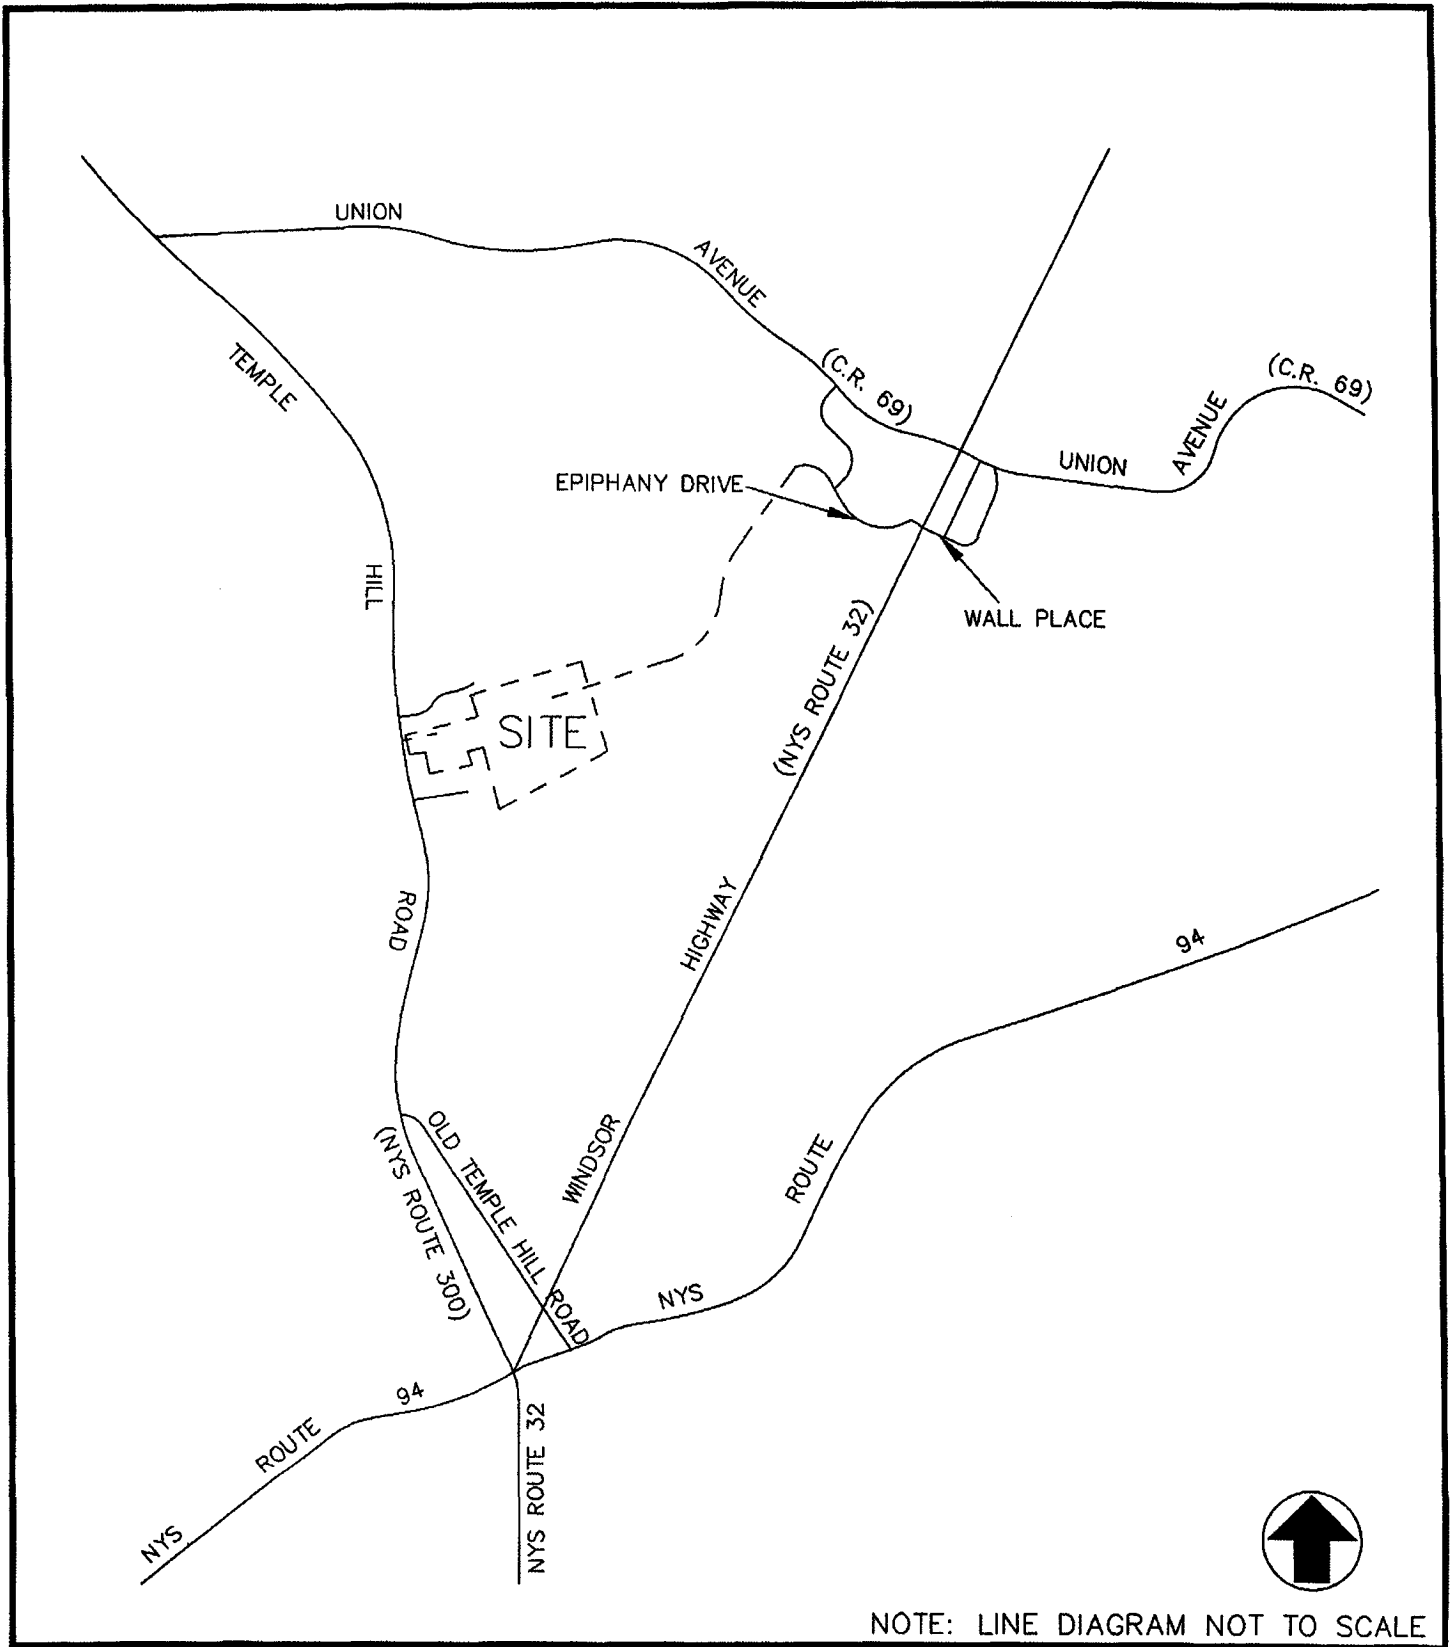 UNION
AVENUE
(C.R. 69)
(C.R. 69)
AVENUE
UNION
TEMPLE
EPIPHANY DRIVE
HILL
WALL PLACE
(NYS ROUTE 32)
SITE
HIGHWAY
ROAD
94
WINDSOR
ROUTE
OLD TEMPLE HILL ROAD
(NYS ROUTE 300)
NYS
94
ROUTE
NYS
NYS ROUTE 32
NOTE: LINE DIAGRAM NOT TO SCALE